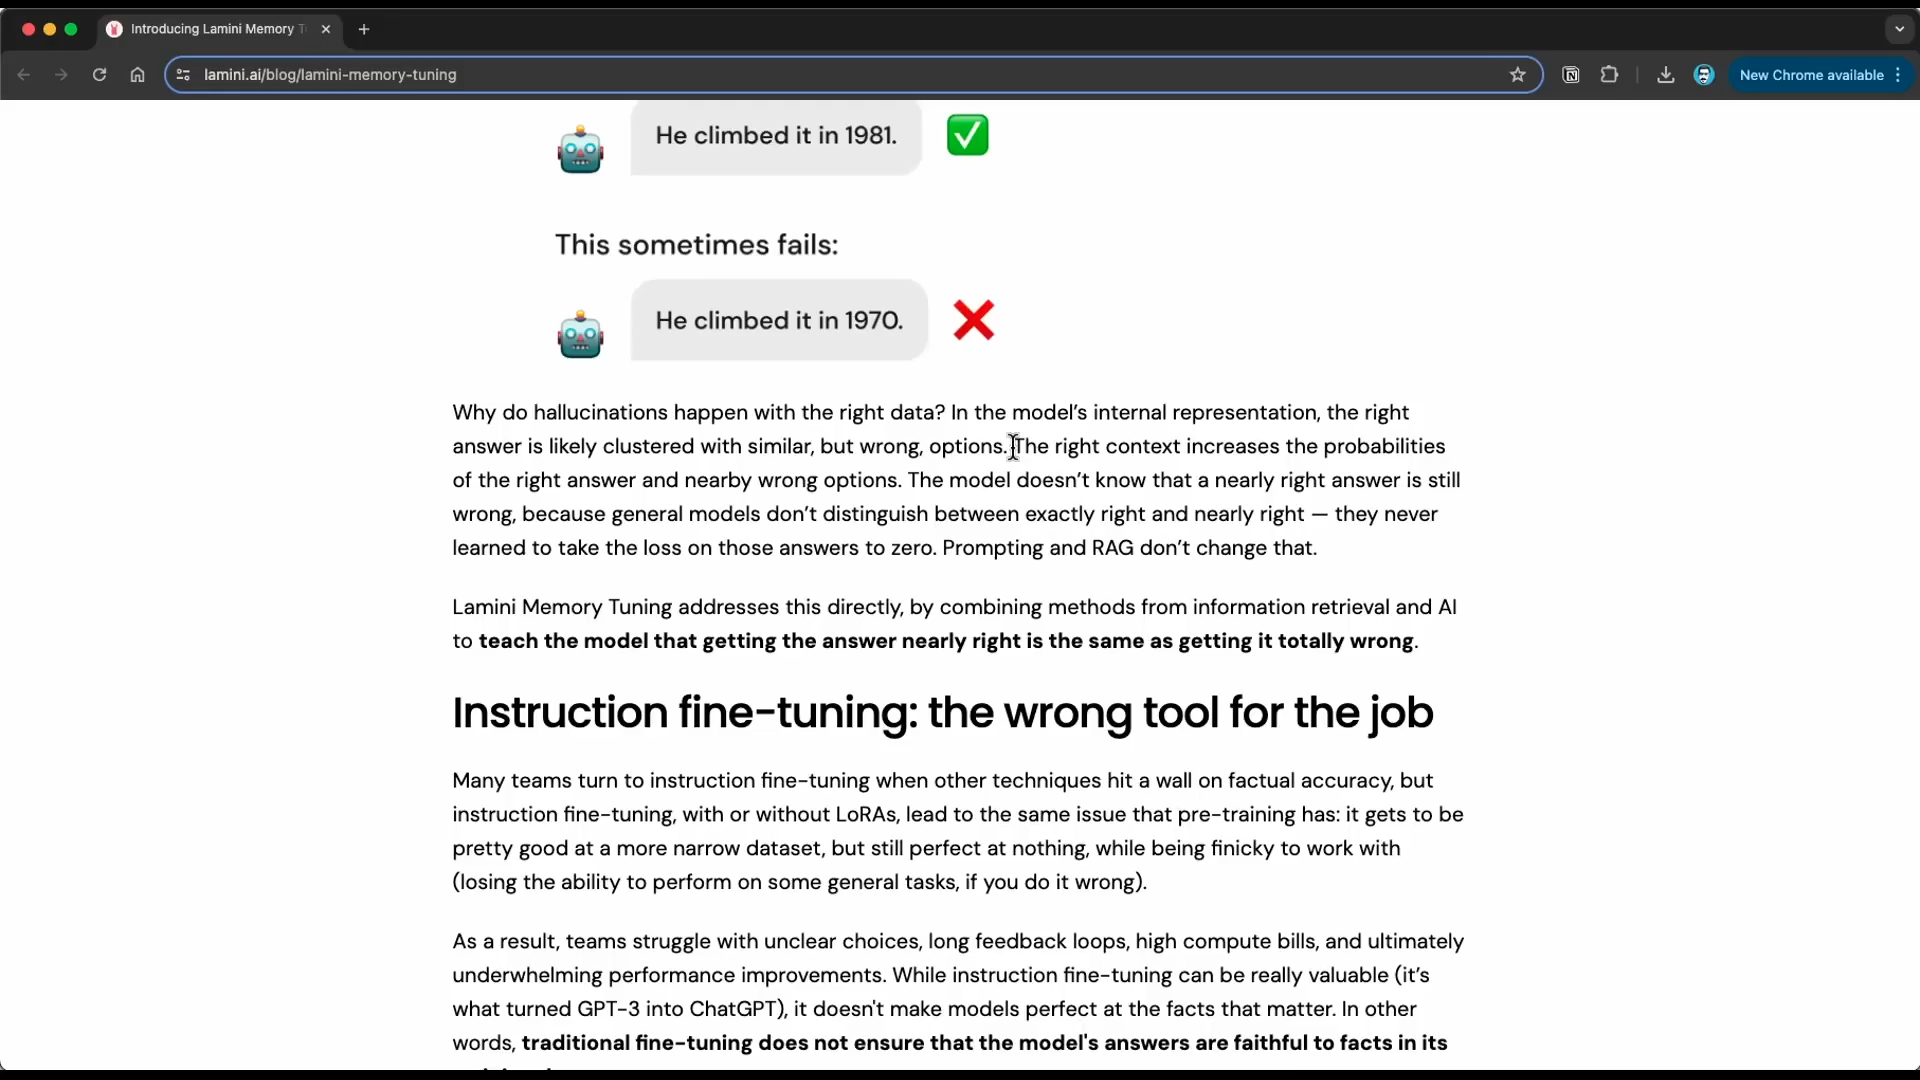 Introducing Lamini Memory T
lamini.ai/blog/lamini-memory-tuning
New Chrome available
He climbed it in 1981.
This sometimes fails:
He climbed it in 1970.
Why do hallucinations happen with the right data? In the model’s internal representation, the right
answer is likely clustered with similar, but wrong, options. The right context increases the probabilities
of the right answer and nearby wrong options. The model doesn’t know that a nearly right answer is still
wrong, because general models don’t distinguish between exactly right and nearly right — they never
learned to take the loss on those answers to zero. Prompting and RAG don’t change that.
Lamini Memory Tuning addresses this directly, by combining methods from information retrieval and AI
to teach the model that getting the answer nearly right is the same as getting it totally wrong.
Instruction fine-tuning: the wrong tool for the job
Many teams turn to instruction fine-tuning when other techniques hit a wall on factual accuracy, but
instruction fine-tuning, with or without LoRAs, lead to the same issue that pre-training has: it gets to be
pretty good at a more narrow dataset, but still perfect at nothing, while being finicky to work with
(losing the ability to perform on some general tasks, if you do it wrong).
As a result, teams struggle with unclear choices, long feedback loops, high compute bills, and ultimately
underwhelming performance improvements. While instruction fine-tuning can be really valuable (it’s
what turned GPT-3 into ChatGPT), it doesn't make models perfect at the facts that matter. In other
words, traditional fine-tuning does not ensure that the model's answers are faithful to facts in its